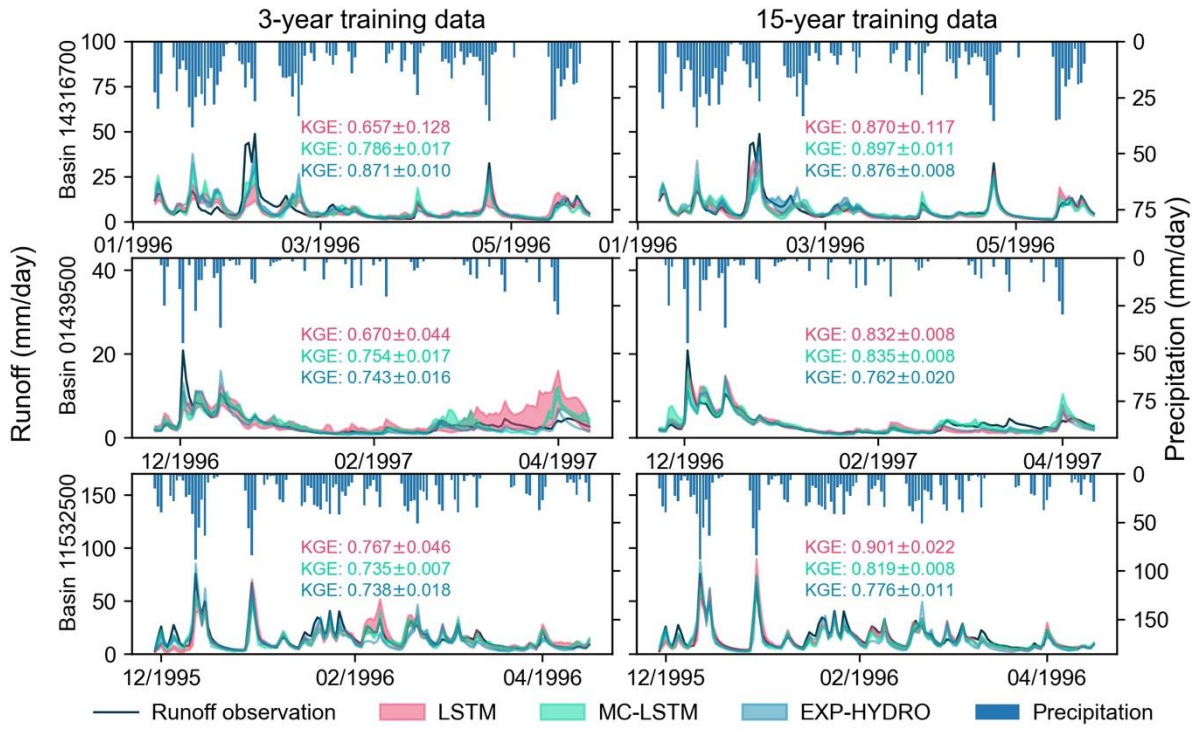 3-year training data
15-year training data
Runoff (mm/day)
Precipitation (mm/day)
Basin 14316700
100
75
50
25
0
KGE: 0.657±0.128
KGE: 0.786±0.017
KGE: 0.871±0.010
01/1996
03/1996
05/1996
KGE: 0.870±0.117
KGE: 0.897±0.011
KGE: 0.876±0.008
0
25
50
75
01/1996
03/1996
05/1996
Basin 01439500
40
20
0
KGE: 0.670±0.044
KGE: 0.754±0.017
KGE: 0.743±0.016
12/1996
02/1997
04/1997
KGE: 0.832±0.008
KGE: 0.835±0.008
KGE: 0.762±0.020
0
25
50
75
12/1996
02/1997
04/1997
Basin 11532500
150
100
50
0
KGE: 0.767±0.046
KGE: 0.735±0.007
KGE: 0.738±0.018
12/1995
02/1996
04/1996
KGE: 0.901±0.022
KGE: 0.819±0.008
KGE: 0.776±0.011
0
50
100
150
12/1995
02/1996
04/1996
Runoff observation
LSTM
MC-LSTM
EXP-HYDRO
Precipitation